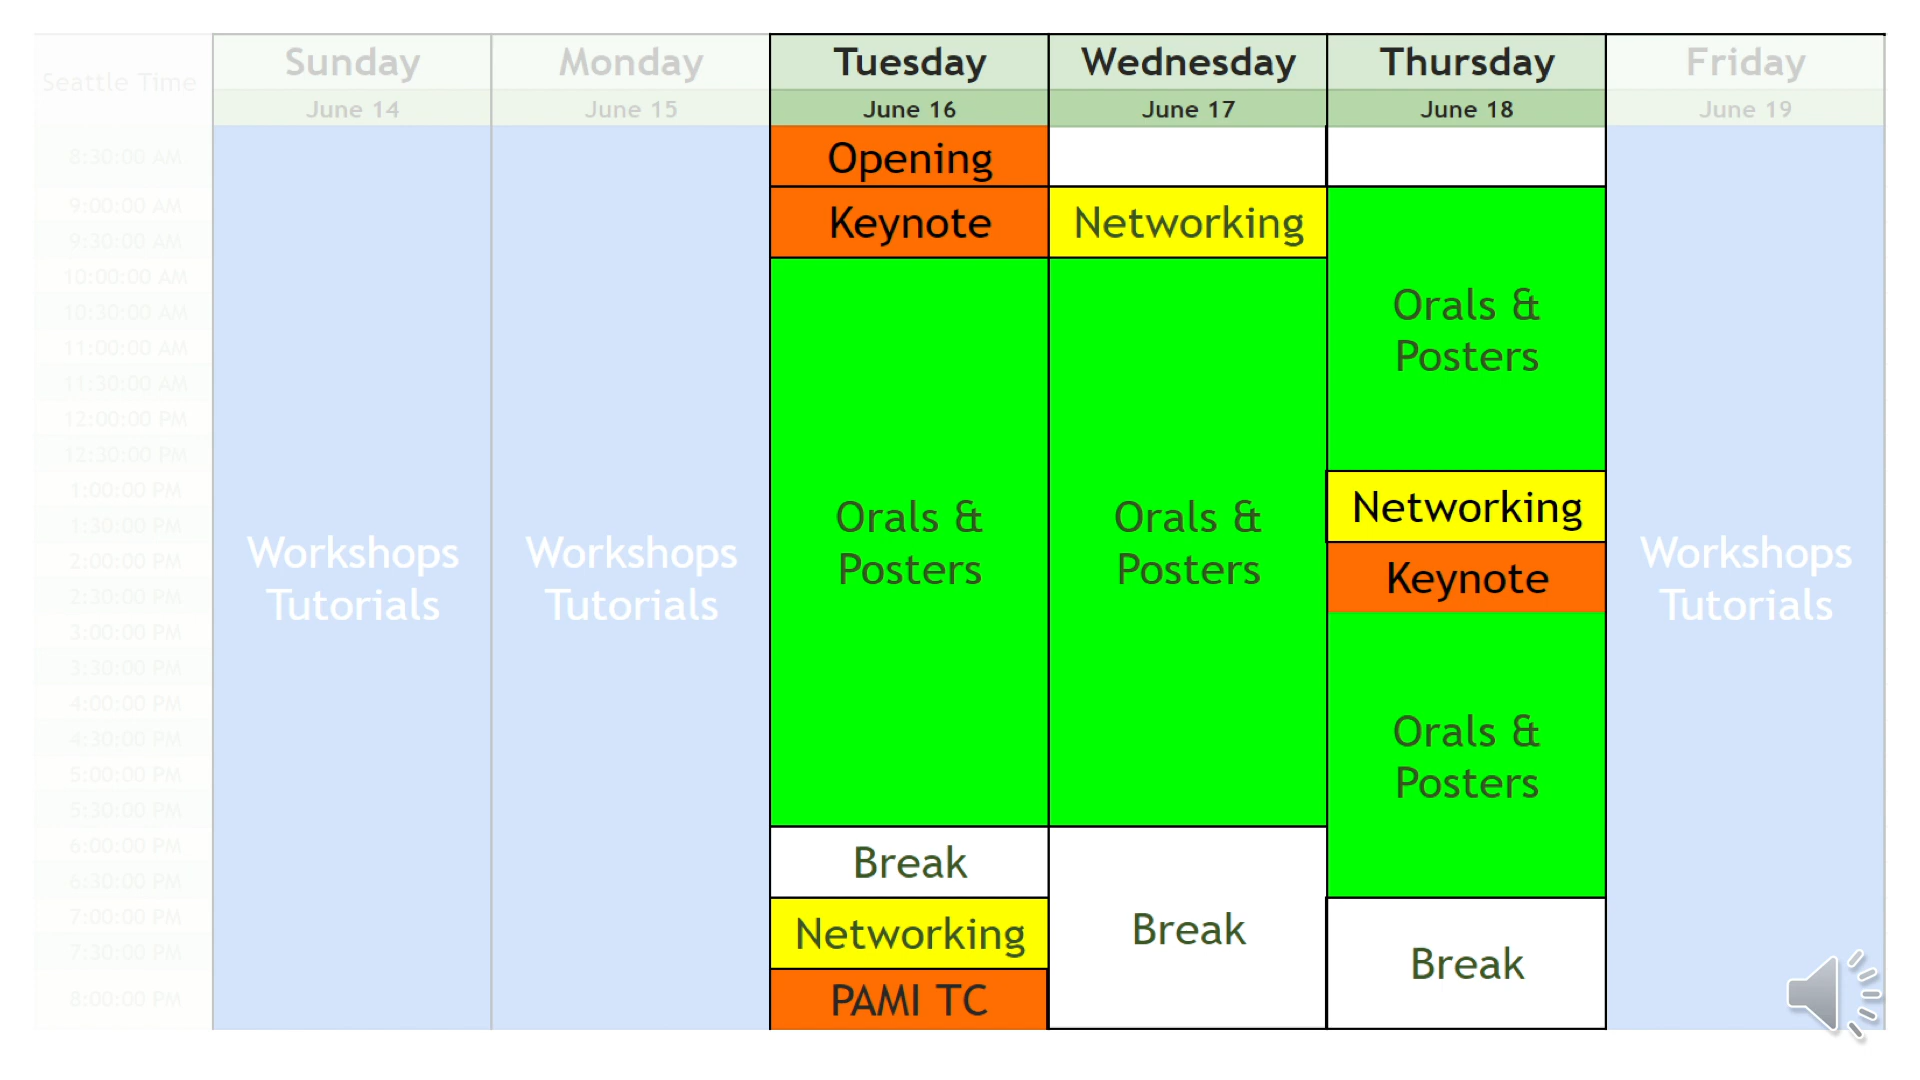 Seattle Time
Sunday
Monday
Tuesday
Wednesday
Thursday
Friday
June 14
June 15
June 16
June 17
June 18
June 19
8:30:00 AM
Opening
9:00:00 AM
Keynote
Networking
9:30:00 AM
10:00:00 AM
10:30:00 AM
11:00:00 AM
11:30:00 AM
12:00:00 PM
12:30:00 PM
1:00:00 PM
1:30:00 PM
2:00:00 PM
2:30:00 PM
3:00:00 PM
3:30:00 PM
4:00:00 PM
4:30:00 PM
5:00:00 PM
5:30:00 PM
6:00:00 PM
6:30:00 PM
7:00:00 PM
7:30:00 PM
8:00:00 PM
Workshops
Tutorials
Workshops
Tutorials
Orals &
Posters
Break
Networking
PAMI TC
Orals &
Posters
Break
Orals &
Posters
Networking
Keynote
Orals &
Posters
Break
Workshops
Tutorials